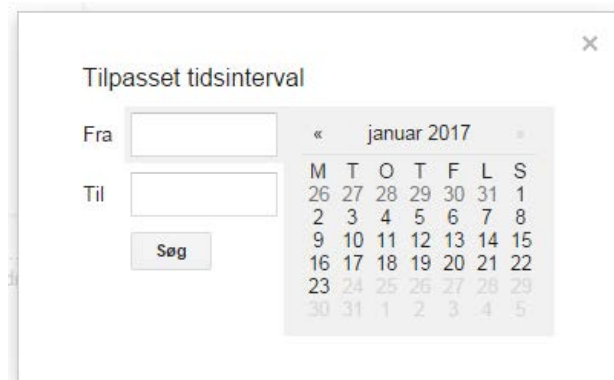 ×
Tilpasset tidsinterval
Fra
Til
Søg
« januar 2017 »
M T O T F L S
26 27 28 29 30 31 1
2 3 4 5 6 7 8
9 10 11 12 13 14 15
16 17 18 19 20 21 22
23 24 25 26 27 28 29
30 31 1 2 3 4 5